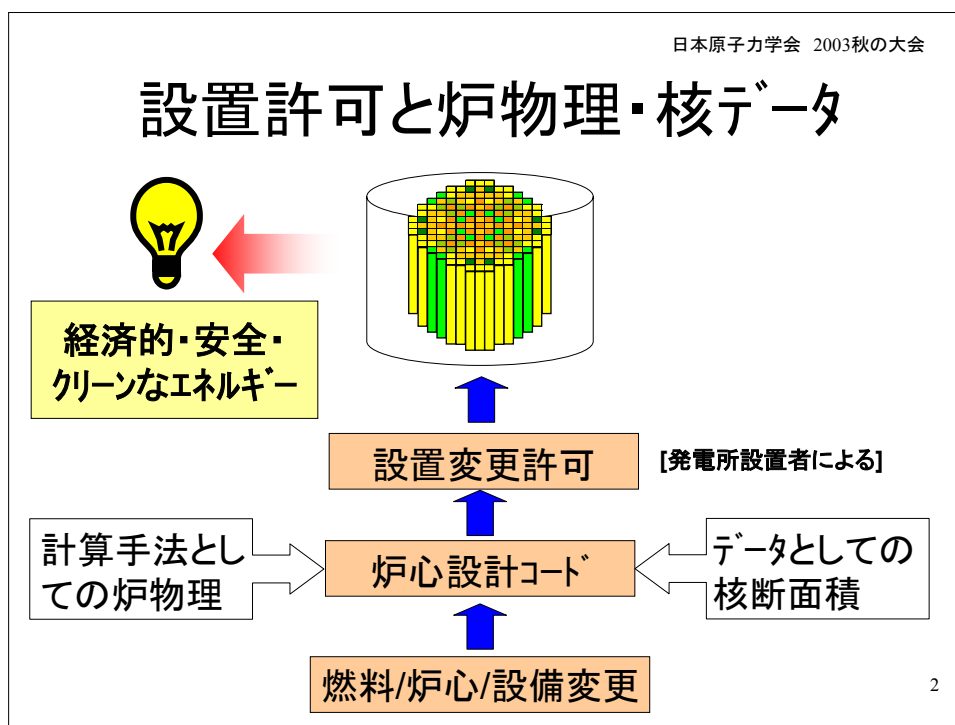 日本原子力学会 2003秋の大会
設置許可と炉物理・核データ
経済的・安全・
クリーンなエネルギー
設置変更許可
[発電所設置者による]
計算手法とし
ての炉物理
炉心設計コード
データとしての
核断面積
燃料/炉心/設備変更
2